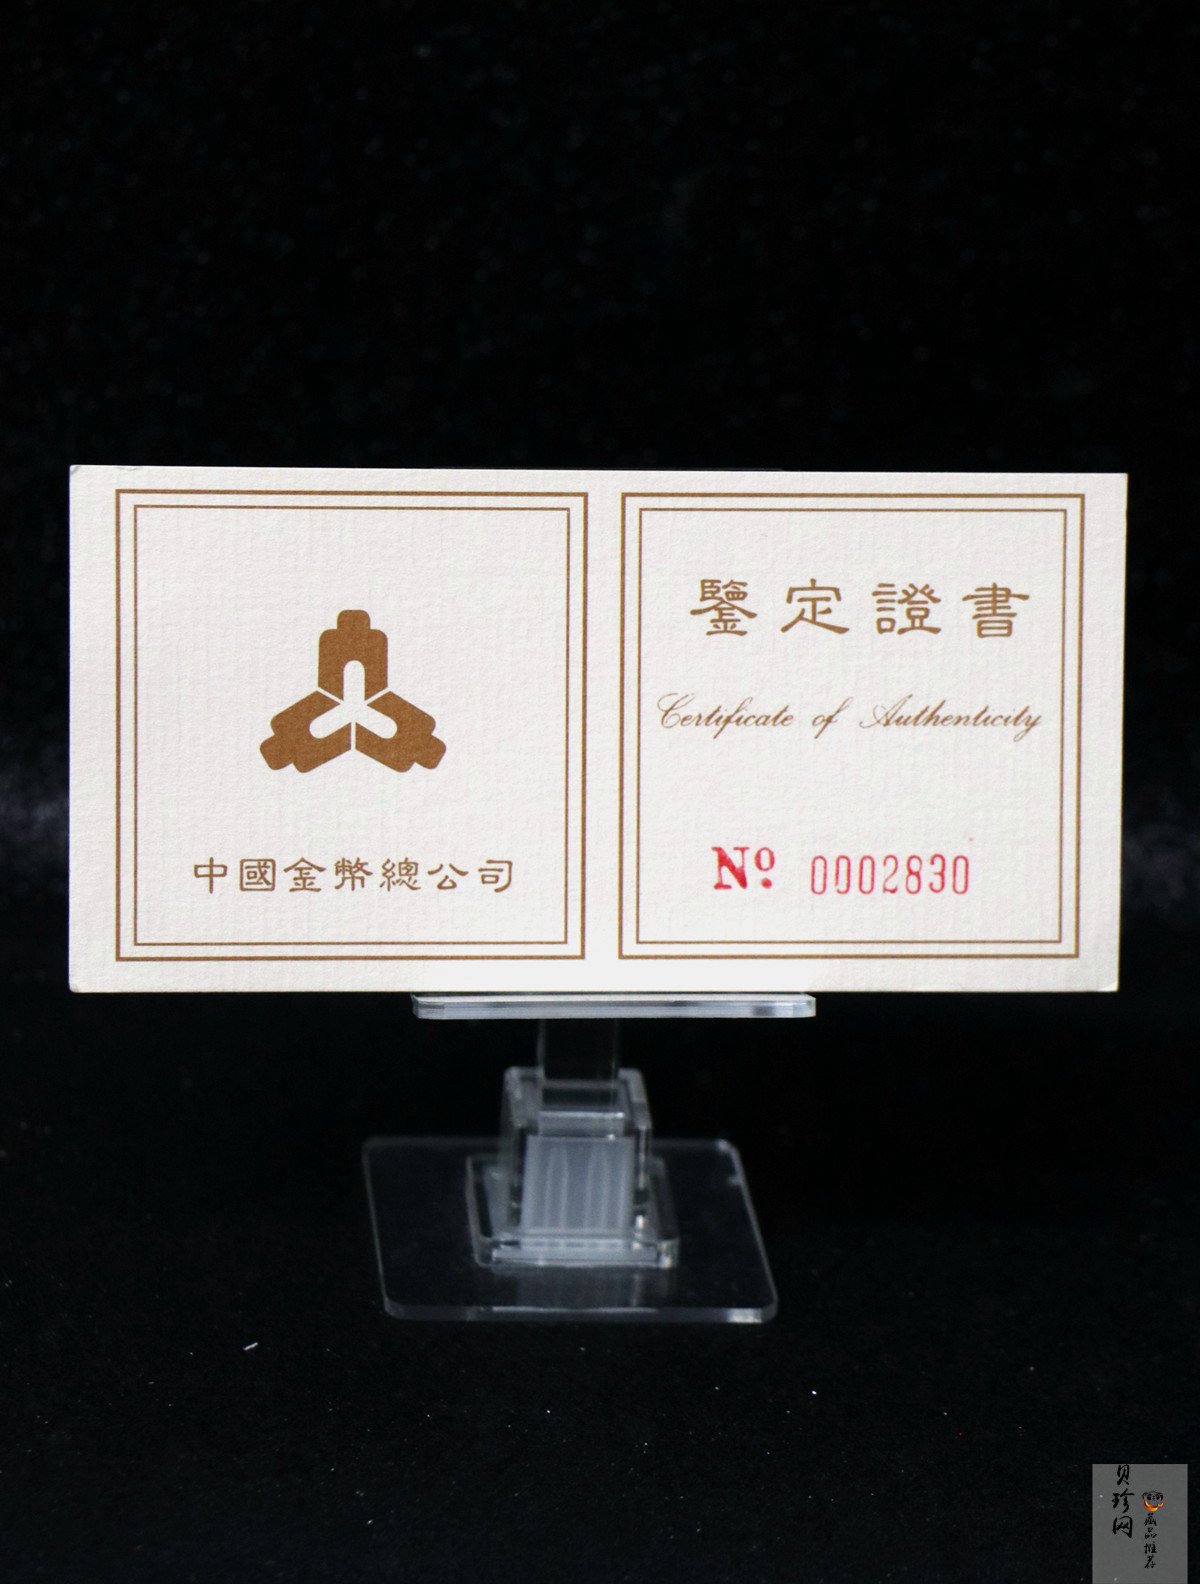 中國金幣總公司
鑒定證書
Certificate of Authenticity
Nº 0002830
贝珍网
藏品推荐